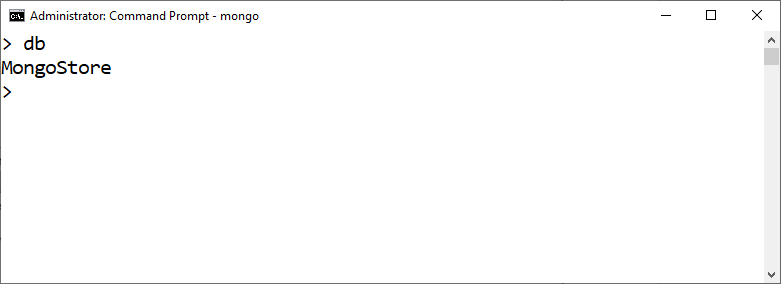 Administrator: Command Prompt - mongo
> db
MongoStore
>